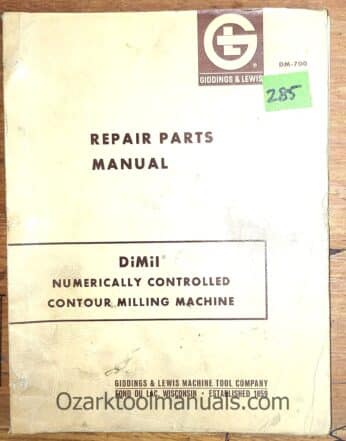 GIDDINGS & LEWIS
DM-700
285
REPAIR PARTS
MANUAL
DiMil®
NUMERICALLY CONTROLLED
CONTOUR MILLING MACHINE
GIDDINGS & LEWIS MACHINE TOOL COMPANY
FOND DU LAC, WISCONSIN • ESTABLISHED 1859
Ozarktoolmanuals.com